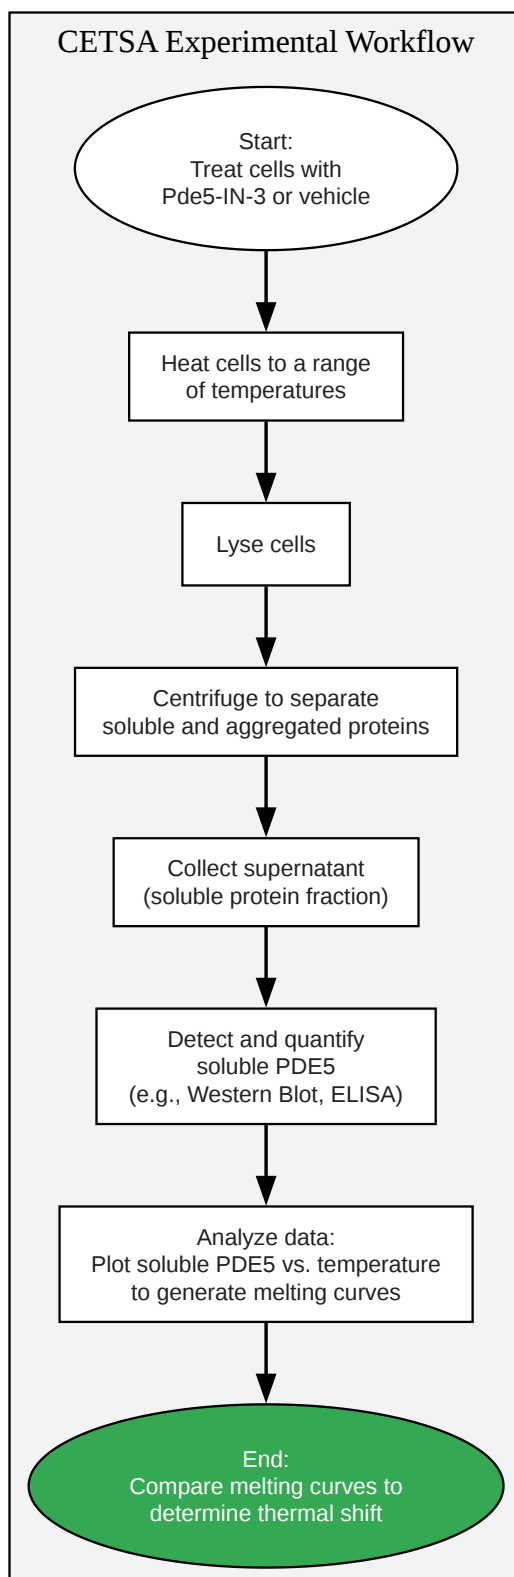 CETSA Experimental Workflow
Start:
Treat cells with
Pde5-IN-3 or vehicle
Heat cells to a range
of temperatures
Lyse cells
Centrifuge to separate
soluble and aggregated proteins
Collect supernatant
(soluble protein fraction)
Detect and quantify
soluble PDE5
(e.g., Western Blot, ELISA)
Analyze data:
Plot soluble PDE5 vs. temperature
to generate melting curves
End:
Compare melting curves to
determine thermal shift